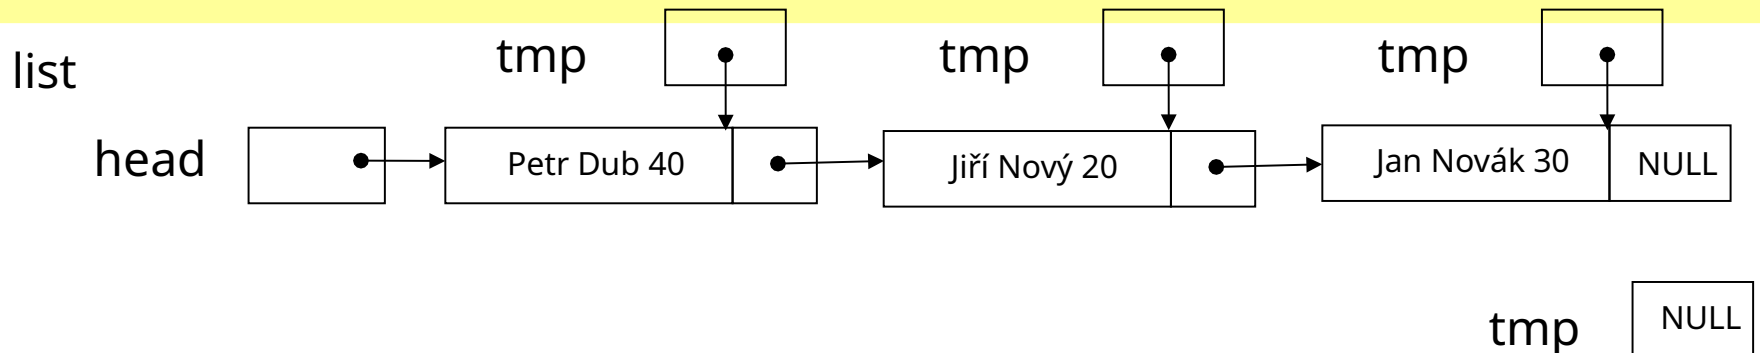 tmp tmp tmp
list
head Petr Dub 40 Jiří Nový 20 Jan Novák 30 NULL
tmp NULL